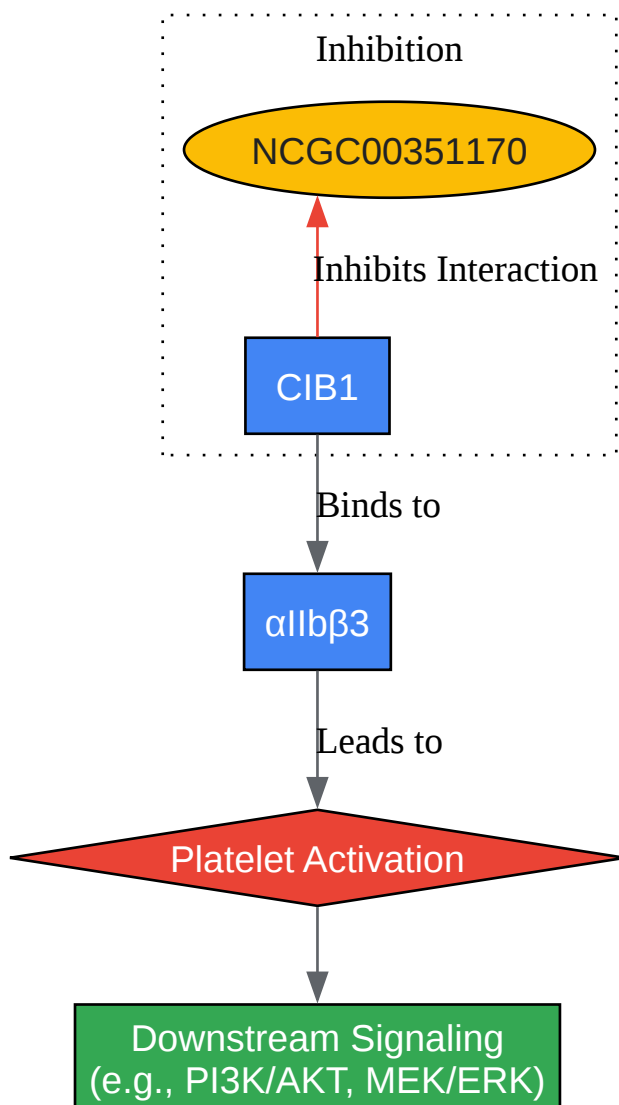 Inhibition
NCGC00351170
Inhibits Interaction
CIB1
Binds to
αIIbβ3
Leads to
Platelet Activation
Downstream Signaling
(e.g., PI3K/AKT, MEK/ERK)